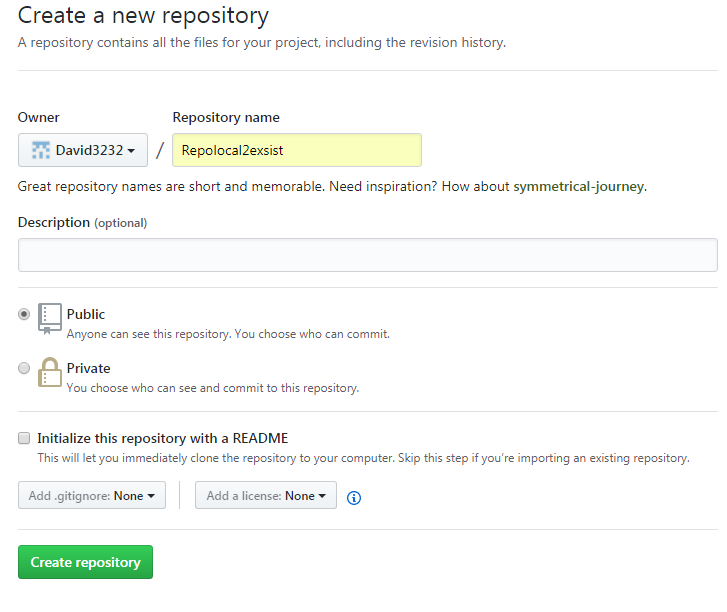 Create a new repository
A repository contains all the files for your project, including the revision history.
Owner Repository name
David3232 / Repolocal2exsist
Great repository names are short and memorable. Need inspiration? How about symmetrical-journey.
Description (optional)
Public
Anyone can see this repository. You choose who can commit.
Private
You choose who can see and commit to this repository.
Initialize this repository with a README
This will let you immediately clone the repository to your computer. Skip this step if you’re importing an existing repository.
Add .gitignore: None Add a license: None
Create repository